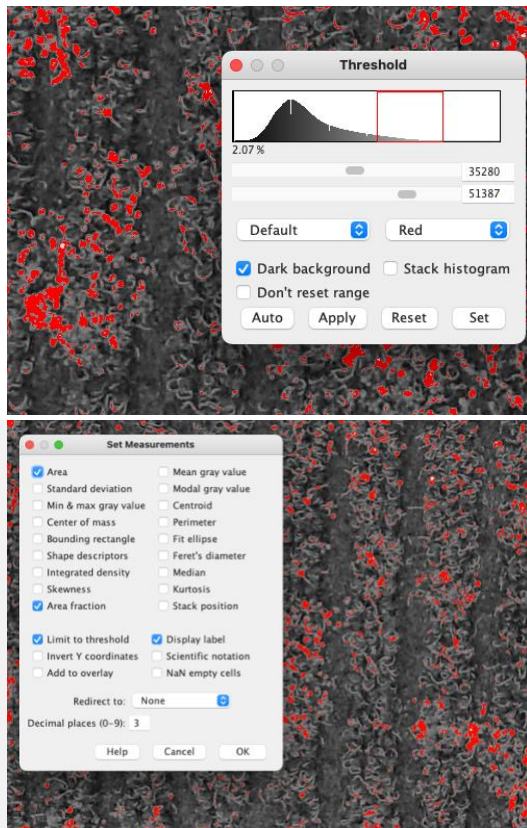 Threshold
2.07 %
35280
51387
Default Red
Dark background Stack histogram
Don't reset range
Auto Apply Reset Set
Set Measurements
Area Mean gray value
Standard deviation Modal gray value
Min & max gray value Centroid
Center of mass Perimeter
Bounding rectangle Fit ellipse
Shape descriptors Feret's diameter
Integrated density Median
Skewness Kurtosis
Area fraction Stack position
Limit to threshold Display label
Invert Y coordinates Scientific notation
Add to overlay NaN empty cells
Redirect to: None
Decimal places (0-9): 3
Help Cancel OK